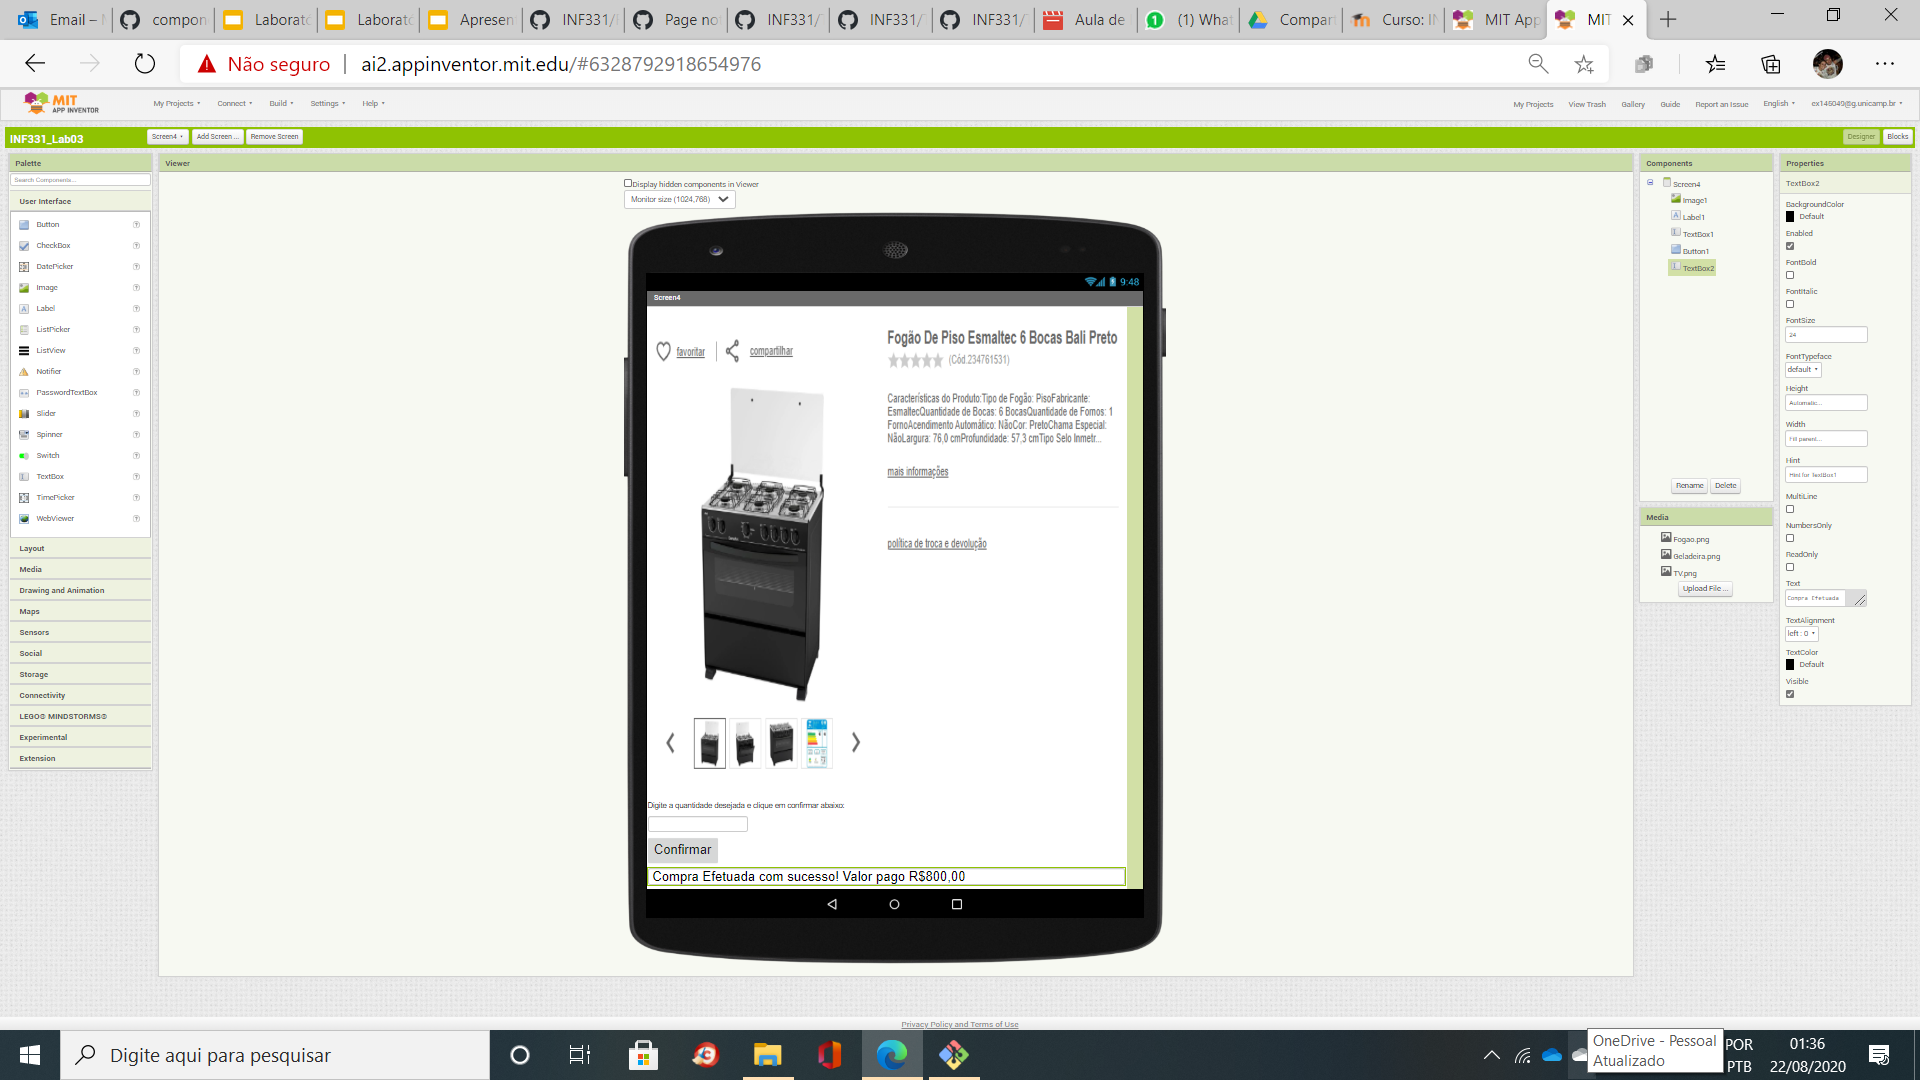 Email –
compon
Laborató
Laborató
Apresen
INF331/
Page no
INF331/
INF331/
INF331/
Aula de
(1) What
Compart
Curso: IN
MIT App
MIT
Não seguro | ai2.appinventor.mit.edu/#6328792918654976
MIT APP INVENTOR
My Projects Connect Build Settings Help
My Projects View Trash Gallery Guide Report an Issue English ex146049@g.unicamp.br
INF331_Lab03
Screen4 Add Screen ... Remove Screen
Designer Blocks
Palette
Search Components...
User Interface
Button
CheckBox
DatePicker
Image
Label
ListPicker
ListView
Notifier
PasswordTextBox
Slider
Spinner
Switch
TextBox
TimePicker
WebViewer
Layout
Media
Drawing and Animation
Maps
Sensors
Social
Storage
Connectivity
LEGO® MINDSTORMS®
Experimental
Extension
Viewer
Display hidden components in Viewer
Monitor size (1024,768)
9:48
Screen4
favoritar
compartilhar
Fogão De Piso Esmaltec 6 Bocas Bali Preto
(Cód.234761531)
Características do Produto:Tipo de Fogão: PisoFabricante:
EsmaltecQuantidade de Bocas: 6 BocasQuantidade de Fornos: 1
FornoAcendimento Automático: NãoCor: PretoChama Especial:
NãoLargura: 76,0 cmProfundidade: 57,3 cmTipo Selo Inmetr...
mais informações
política de troca e devolução
Digite a quantidade desejada e clique em confirmar abaixo:
Confirmar
Compra Efetuada com sucesso! Valor pago R$800,00
Components
Screen4
Image1
Label1
TextBox1
Button1
TextBox2
Rename Delete
Media
Fogao.png
Geladeira.png
TV.png
Upload File ...
Properties
TextBox2
BackgroundColor
Default
Enabled
FontBold
FontItalic
FontSize
24
FontTypeface
default
Height
Automatic...
Width
Fill parent...
Hint
Hint for TextBox1
MultiLine
NumbersOnly
ReadOnly
Text
Compra Efetuada
TextAlignment
left : 0
TextColor
Default
Visible
Privacy Policy and Terms of Use
Digite aqui para pesquisar
OneDrive - Pessoal
Atualizado
POR
PTB
01:36
22/08/2020